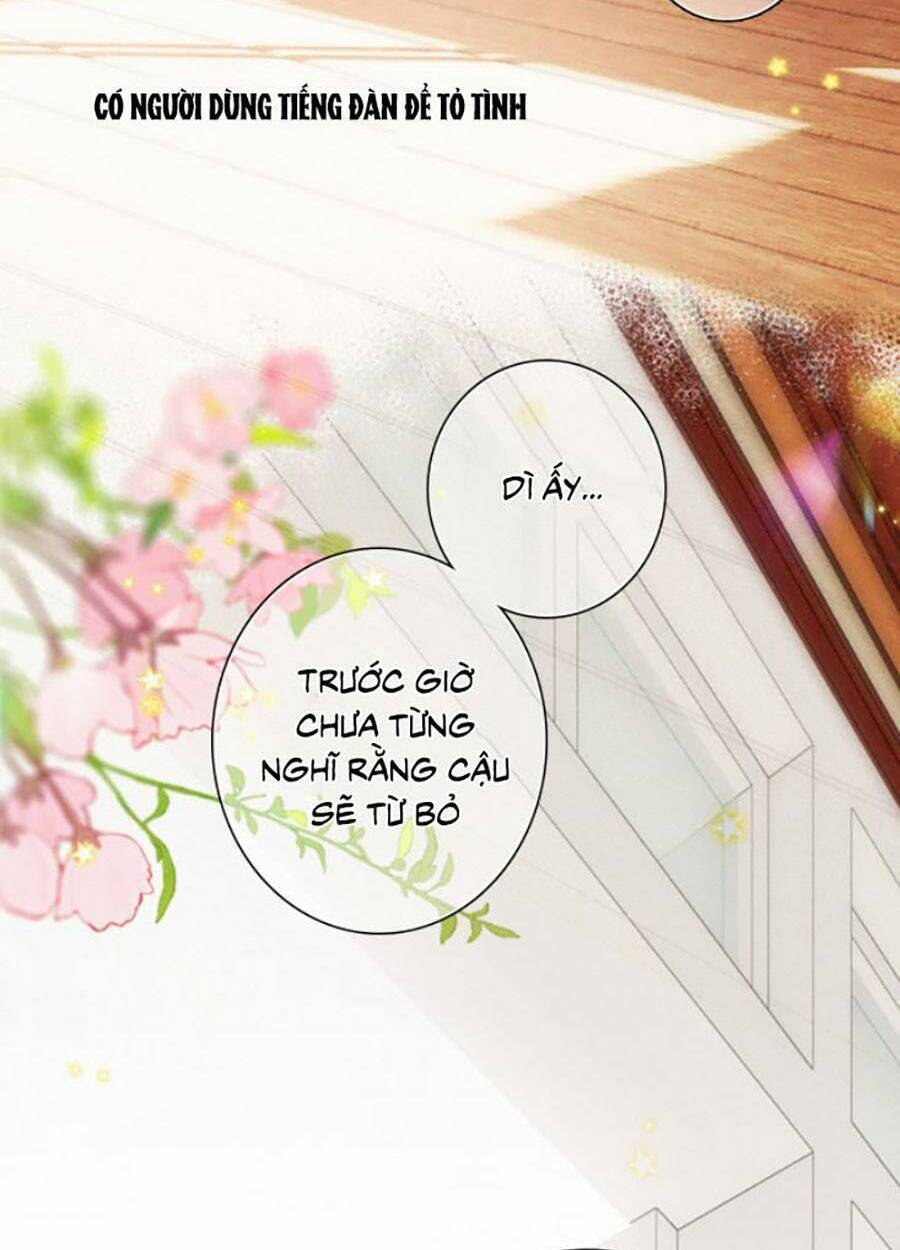 CÓ NGƯỜI DÙNG TIẾNG ĐÀN ĐỂ TỎ TÌNH
DÌ ẤY...
TRƯỚC GIỜ
CHƯA TỪNG
NGHĨ RẰNG CẬU
SẼ TỪ BỎ